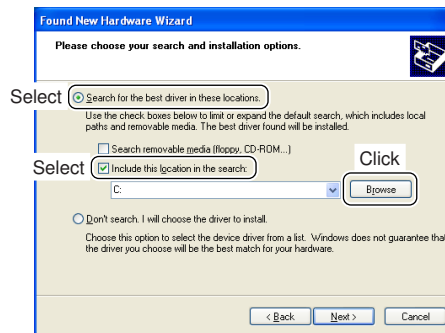 Found New Hardware Wizard
Please choose your search and installation options.
Select
Search for the best driver in these locations.
Use the check boxes below to limit or expand the default search, which includes local
paths and removable media. The best driver found will be installed.
Search removable media (floppy, CD-ROM...)
Select
Include this location in the search:
Click
C:
Browse
Don't search. I will choose the driver to install.
Choose this option to select the device driver from a list. Windows does not guarantee that
the driver you choose will be the best match for your hardware.
< Back
Next >
Cancel